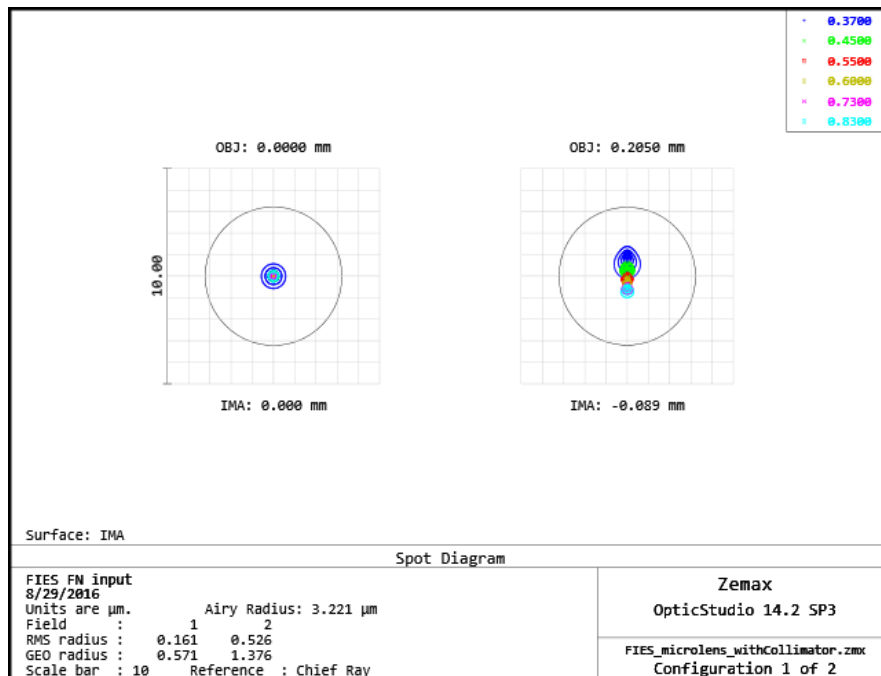 0.3700
0.4500
0.5500
0.6000
0.7300
0.8300
OBJ: 0.0000 mm
OBJ: 0.2050 mm
10.00
IMA: 0.000 mm
IMA: -0.089 mm
Surface: IMA
Spot Diagram
FIES FN input
8/29/2016
Units are µm. Airy Radius: 3.221 µm
Field : 1 2
RMS radius : 0.161 0.526
GEO radius : 0.571 1.376
Scale bar : 10 Reference : Chief Ray
Zemax
OpticStudio 14.2 SP3
FIES_microlens_withCollimator.zmx
Configuration 1 of 2